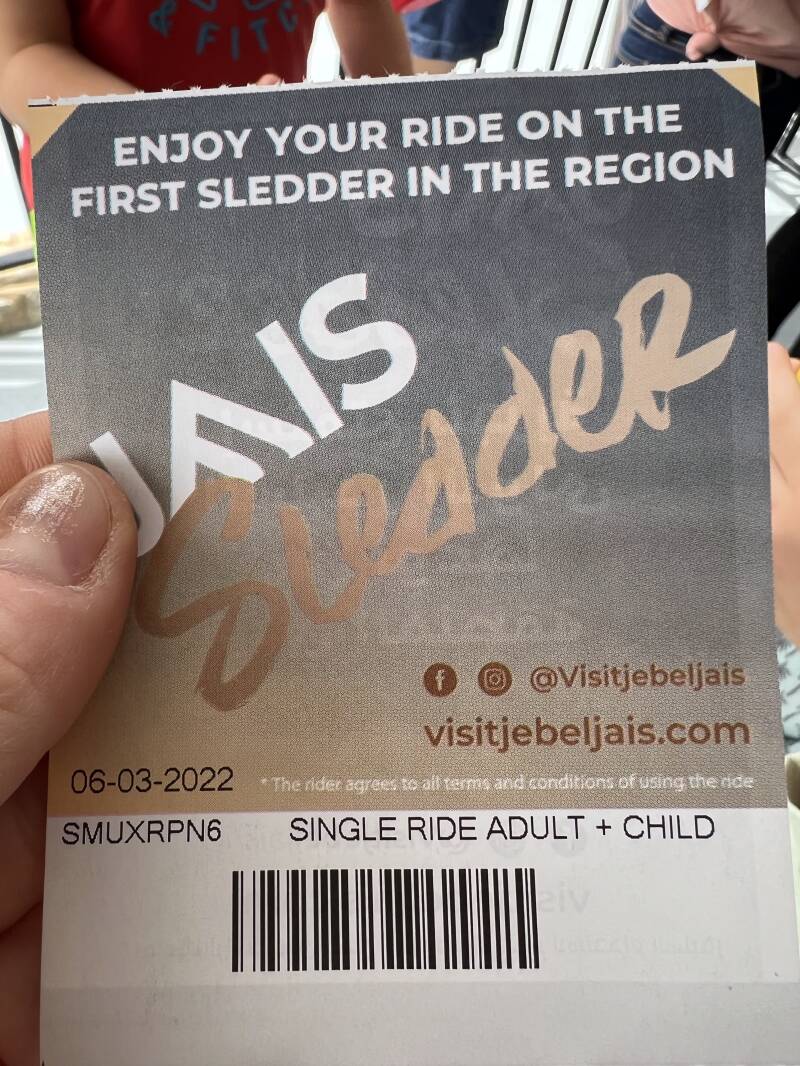 & FIT
ENJOY YOUR RIDE ON THE
FIRST SLEDDER IN THE REGION
JAIS
Sledder
@Visitjebeljais
visitjebeljais.com
06-03-2022 * The rider agrees to all terms and conditions of using the ride
SMUXRPN6 SINGLE RIDE ADULT + CHILD